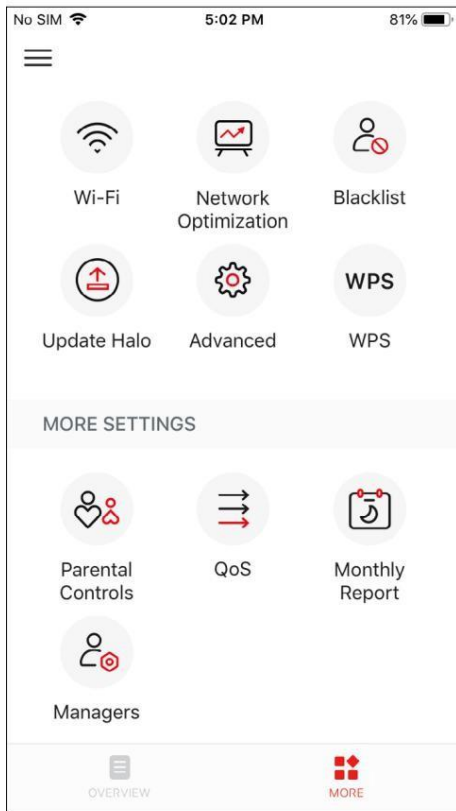 No SIM 5:02 PM 81%
Wi-Fi Network Optimization Blacklist
WPS
Update Halo Advanced WPS
MORE SETTINGS
Parental Controls QoS Monthly Report
Managers
OVERVIEW MORE